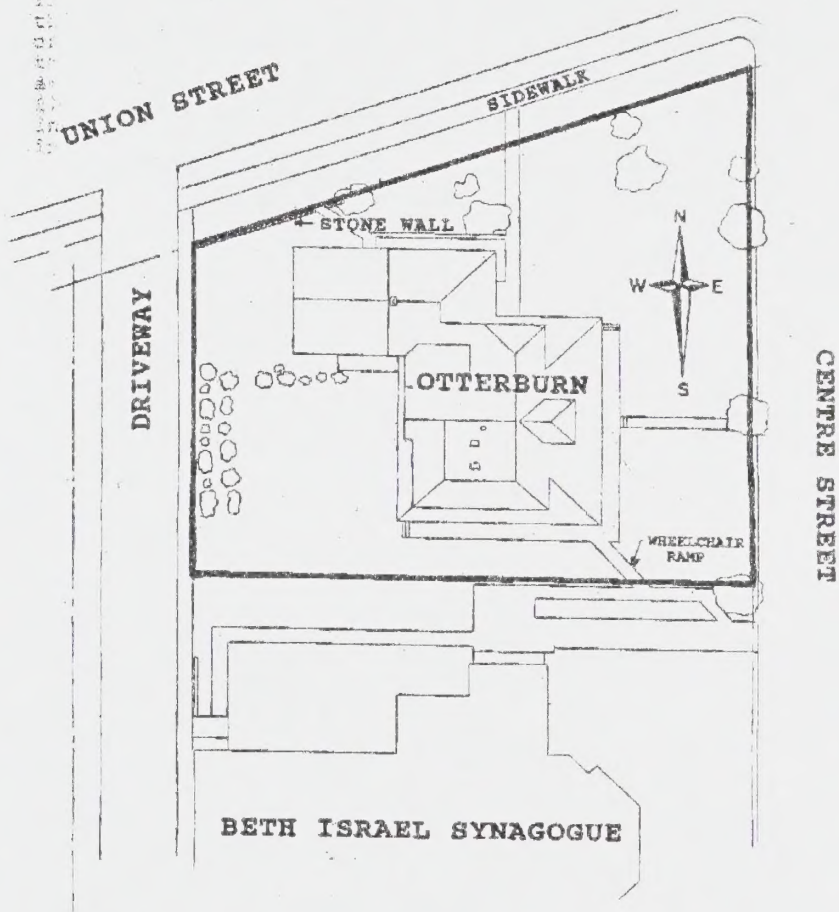 UNION STREET
SIDEWALK
STONE WALL
N
W E
S
DRIVEWAY
OTTERBURN
CENTRE STREET
WHEELCHAIR
RAMP
BETH ISRAEL SYNAGOGUE